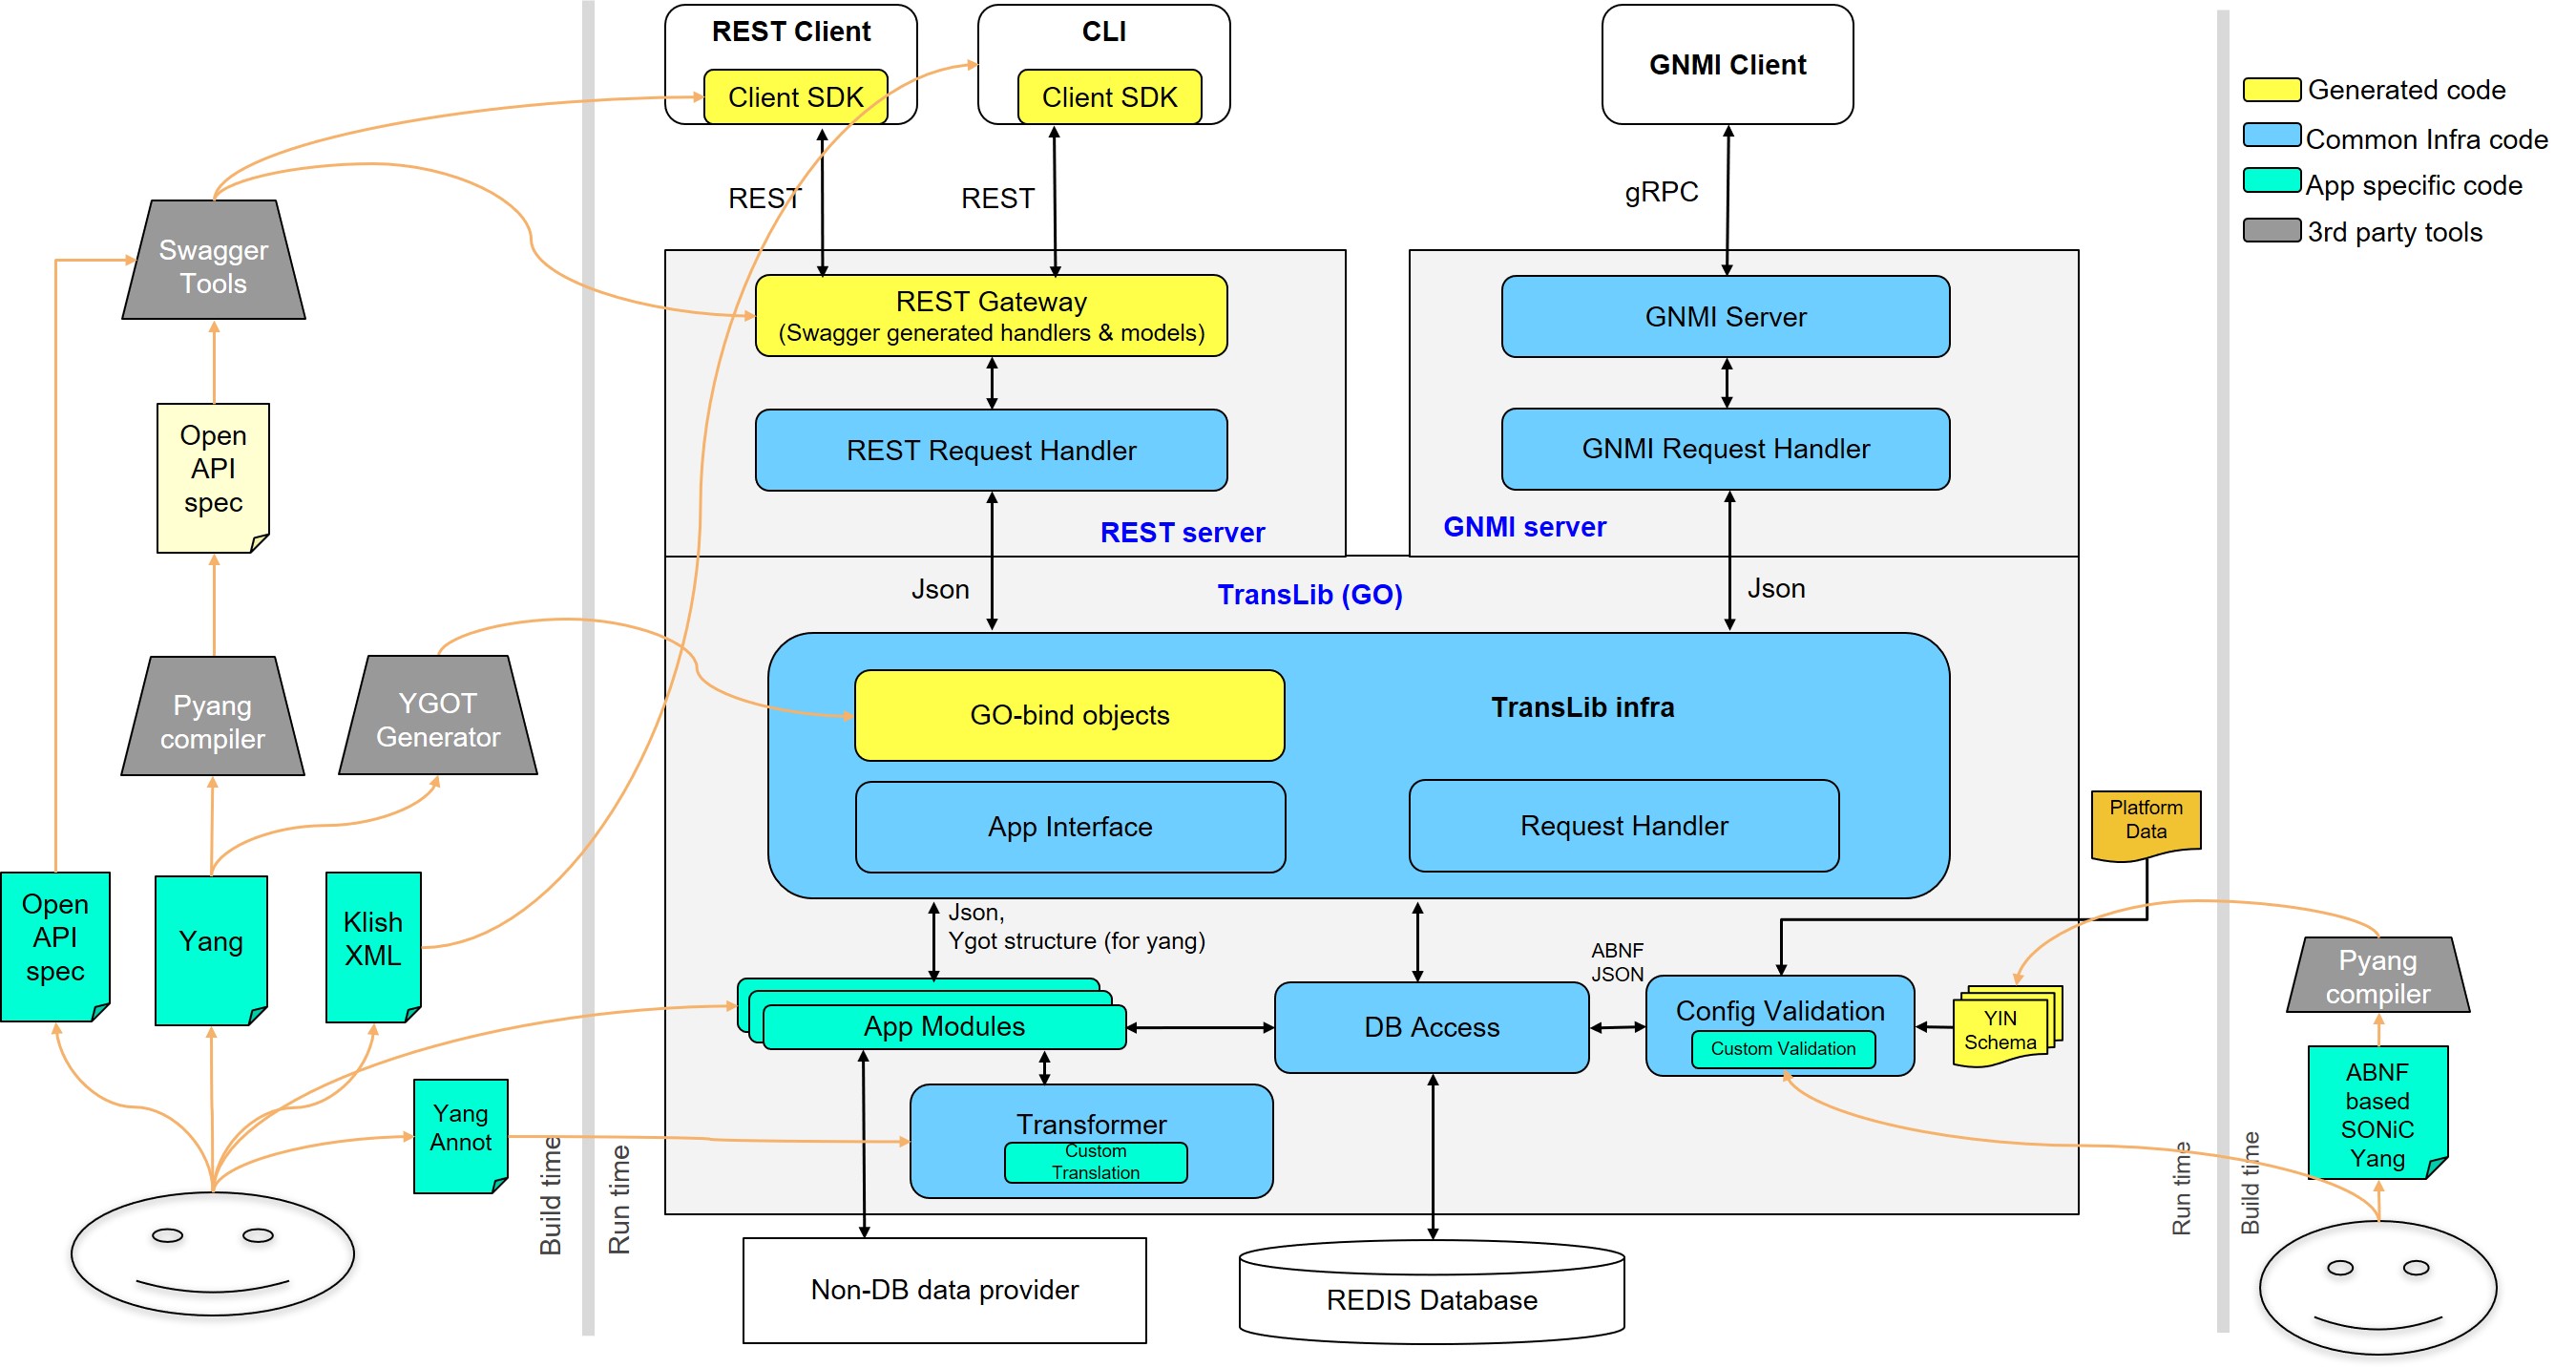 REST Client
Client SDK
CLI
Client SDK
GNMI Client
Generated code
Common Infra code
App specific code
3rd party tools
REST
REST
gRPC
Swagger
Tools
REST Gateway
(Swagger generated handlers & models)
GNMI Server
REST Request Handler
GNMI Request Handler
REST server
GNMI server
Open
API
spec
Json
TransLib (GO)
Json
Pyang
compiler
YGOT
Generator
GO-bind objects
TransLib infra
App Interface
Request Handler
Platform
Data
Open
API
spec
Yang
Klish
XML
Json,
Ygot structure (for yang)
ABNF
JSON
App Modules
DB Access
Config Validation
Custom Validation
YIN
Schema
Pyang
compiler
Yang
Annot
Transformer
Custom
Translation
ABNF
based
SONiC
Yang
Build time
Run time
Run time
Build time
Non-DB data provider
REDIS Database